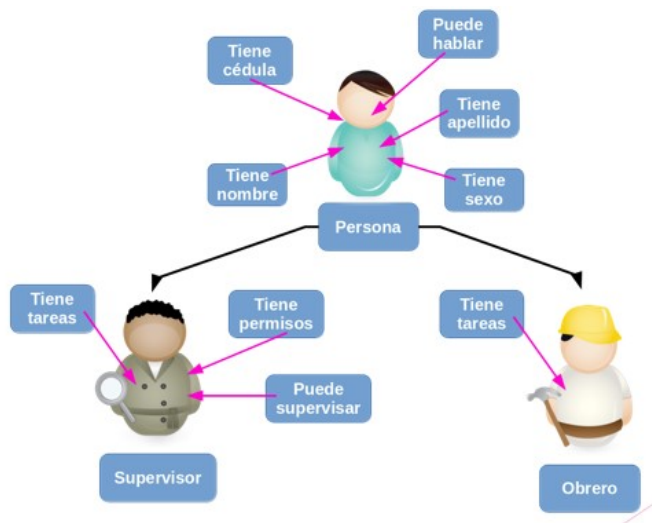 Puede
hablar
Tiene
cédula
Tiene
apellido
Tiene
nombre
Tiene
sexo
Persona
Tiene
tareas
Tiene
permisos
Puede
supervisar
Supervisor
Tiene
tareas
Obrero